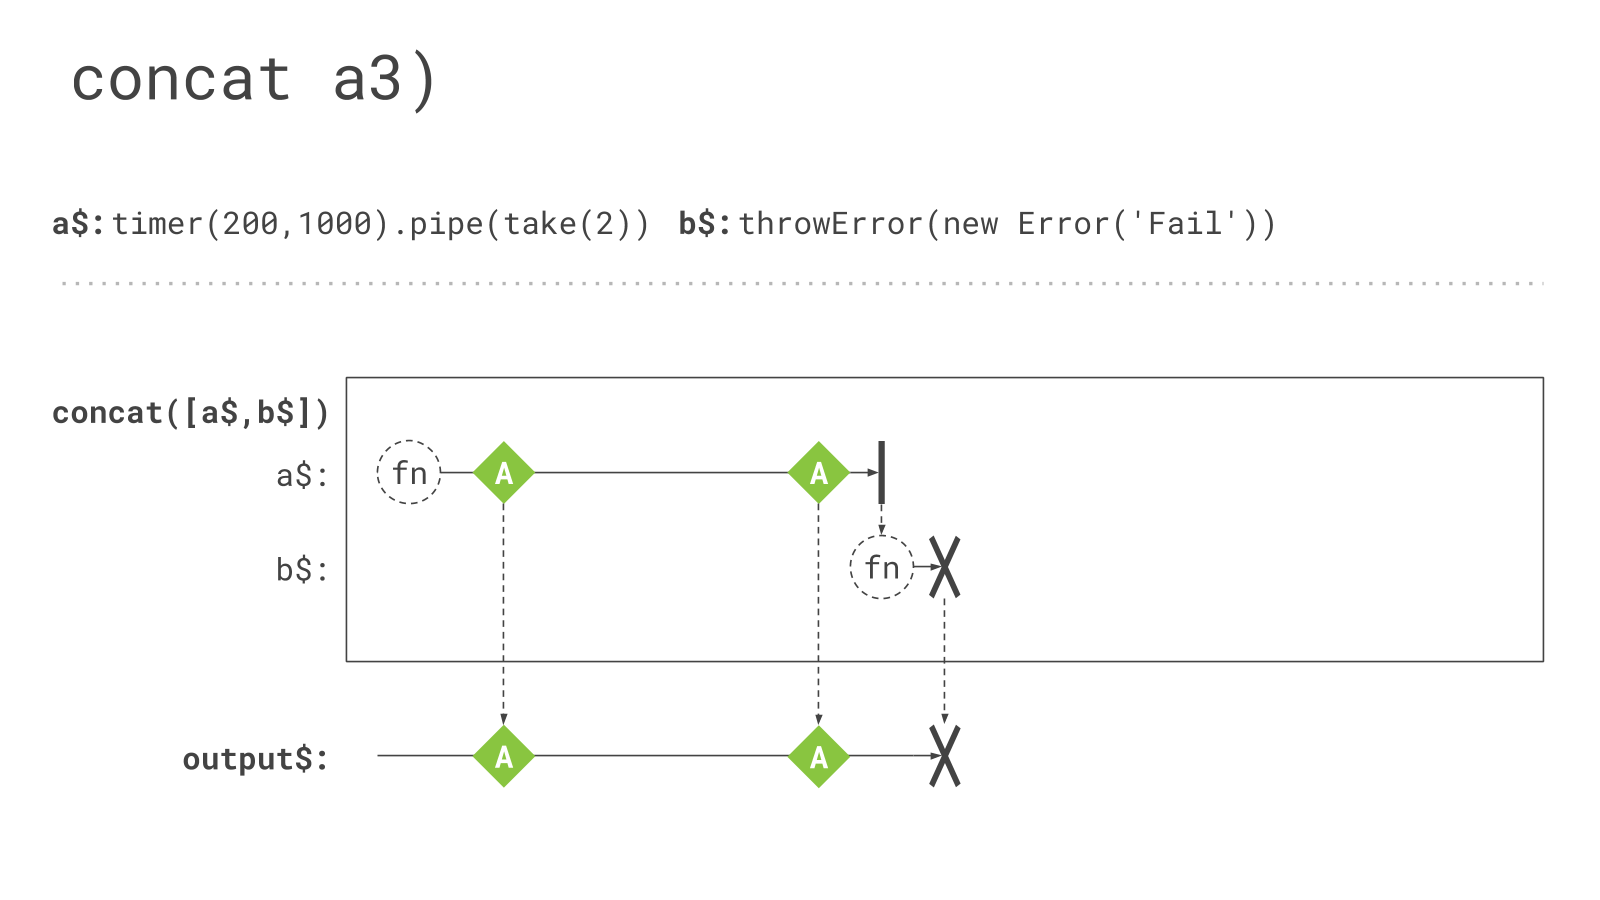 concat a3)
a$: timer(200,1000).pipe(take(2)) b$: throwError(new Error('Fail'))
concat([a$,b$])
a$: fn A A
b$: fn
output$: A A